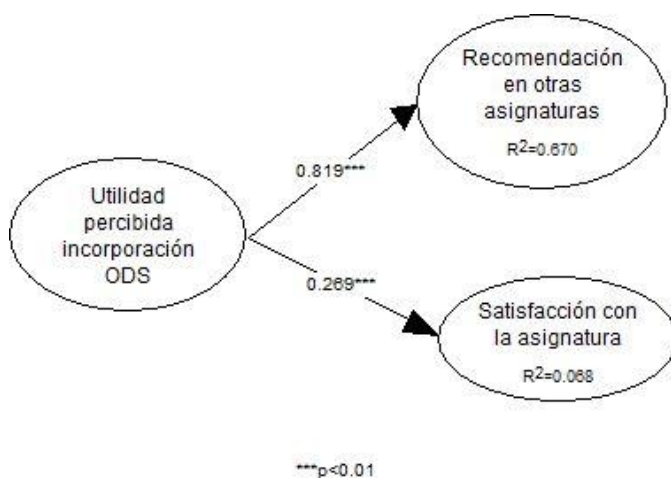 Recomendación
en otras
asignaturas
R²=0.670
0.819***
Utilidad
percibida
incorporación
ODS
0.269***
Satisfacción con
la asignatura
R²=0.068
***p<0.01